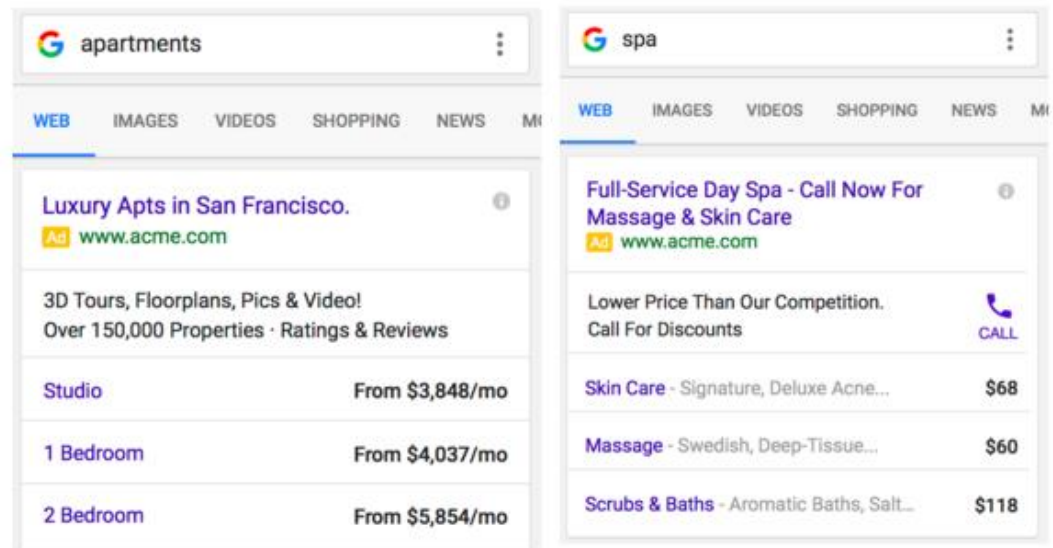 apartments
WEB IMAGES VIDEOS SHOPPING NEWS
Luxury Apts in San Francisco.
Ad www.acme.com
3D Tours, Floorplans, Pics & Video!
Over 150,000 Properties · Ratings & Reviews
Studio From $3,848/mo
1 Bedroom From $4,037/mo
2 Bedroom From $5,854/mo
spa
WEB IMAGES VIDEOS SHOPPING NEWS
Full-Service Day Spa - Call Now For
Massage & Skin Care
Ad www.acme.com
Lower Price Than Our Competition.
Call For Discounts
CALL
Skin Care - Signature, Deluxe Acne... $68
Massage - Swedish, Deep-Tissue... $60
Scrubs & Baths - Aromatic Baths, Salt... $118